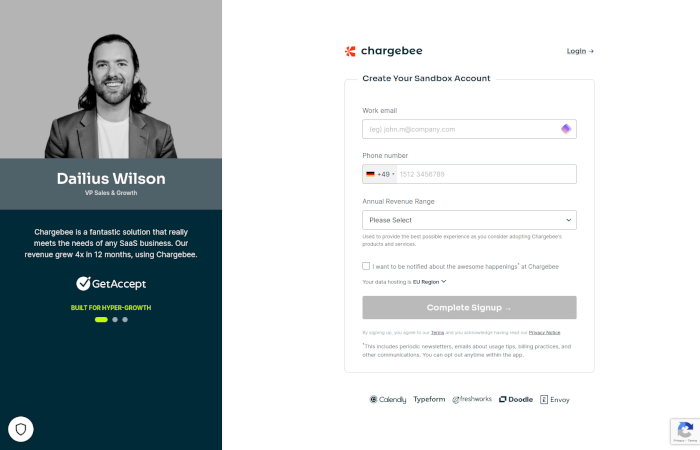 Dailius Wilson
VP Sales & Growth
Chargebee is a fantastic solution that really
meets the needs of any SaaS business. Our
revenue grew 4x in 12 months, using Chargebee.
GetAccept
BUILT FOR HYPER-GROWTH
chargebee
Login →
Create Your Sandbox Account
Work email
(eg) john.m@company.com
Phone number
+49
1512 3456789
Annual Revenue Range
Please Select
Used to provide the best possible experience as you consider adopting Chargebee's
products and services.
I want to be notified about the awesome happenings* at Chargebee
Your data hosting is EU Region
Complete Signup →
By signing up, you agree to our Terms and you acknowledge having read our Privacy Notice
*This includes periodic newsletters, emails about usage tips, billing practices, and
other communications. You can opt out anytime within the app.
Calendly Typeform freshworks Doodle Envoy
Privacy - Terms